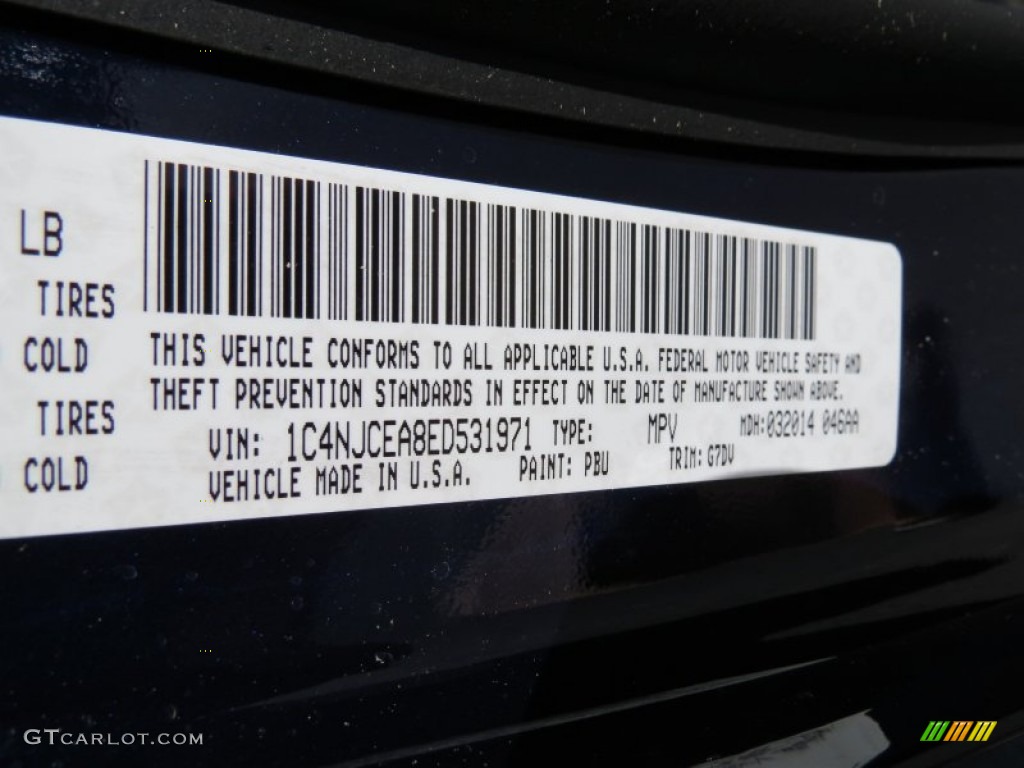 LB
TIRES
COLD
TIRES
COLD
THIS VEHICLE CONFORMS TO ALL APPLICABLE U.S.A. FEDERAL MOTOR VEHICLE SAFETY AND
THEFT PREVENTION STANDARDS IN EFFECT ON THE DATE OF MANUFACTURE SHOWN ABOVE.
VIN: 1C4NJCEA8ED531971 TYPE: MPV MDH:032014 046AA
VEHICLE MADE IN U.S.A. PAINT: PBU TRIM: G7DV
GTCARLOT.COM